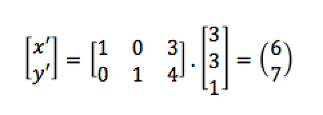 [x′ y′] = [1 0 3; 0 1 4] . [3; 3; 1] = (6 7)